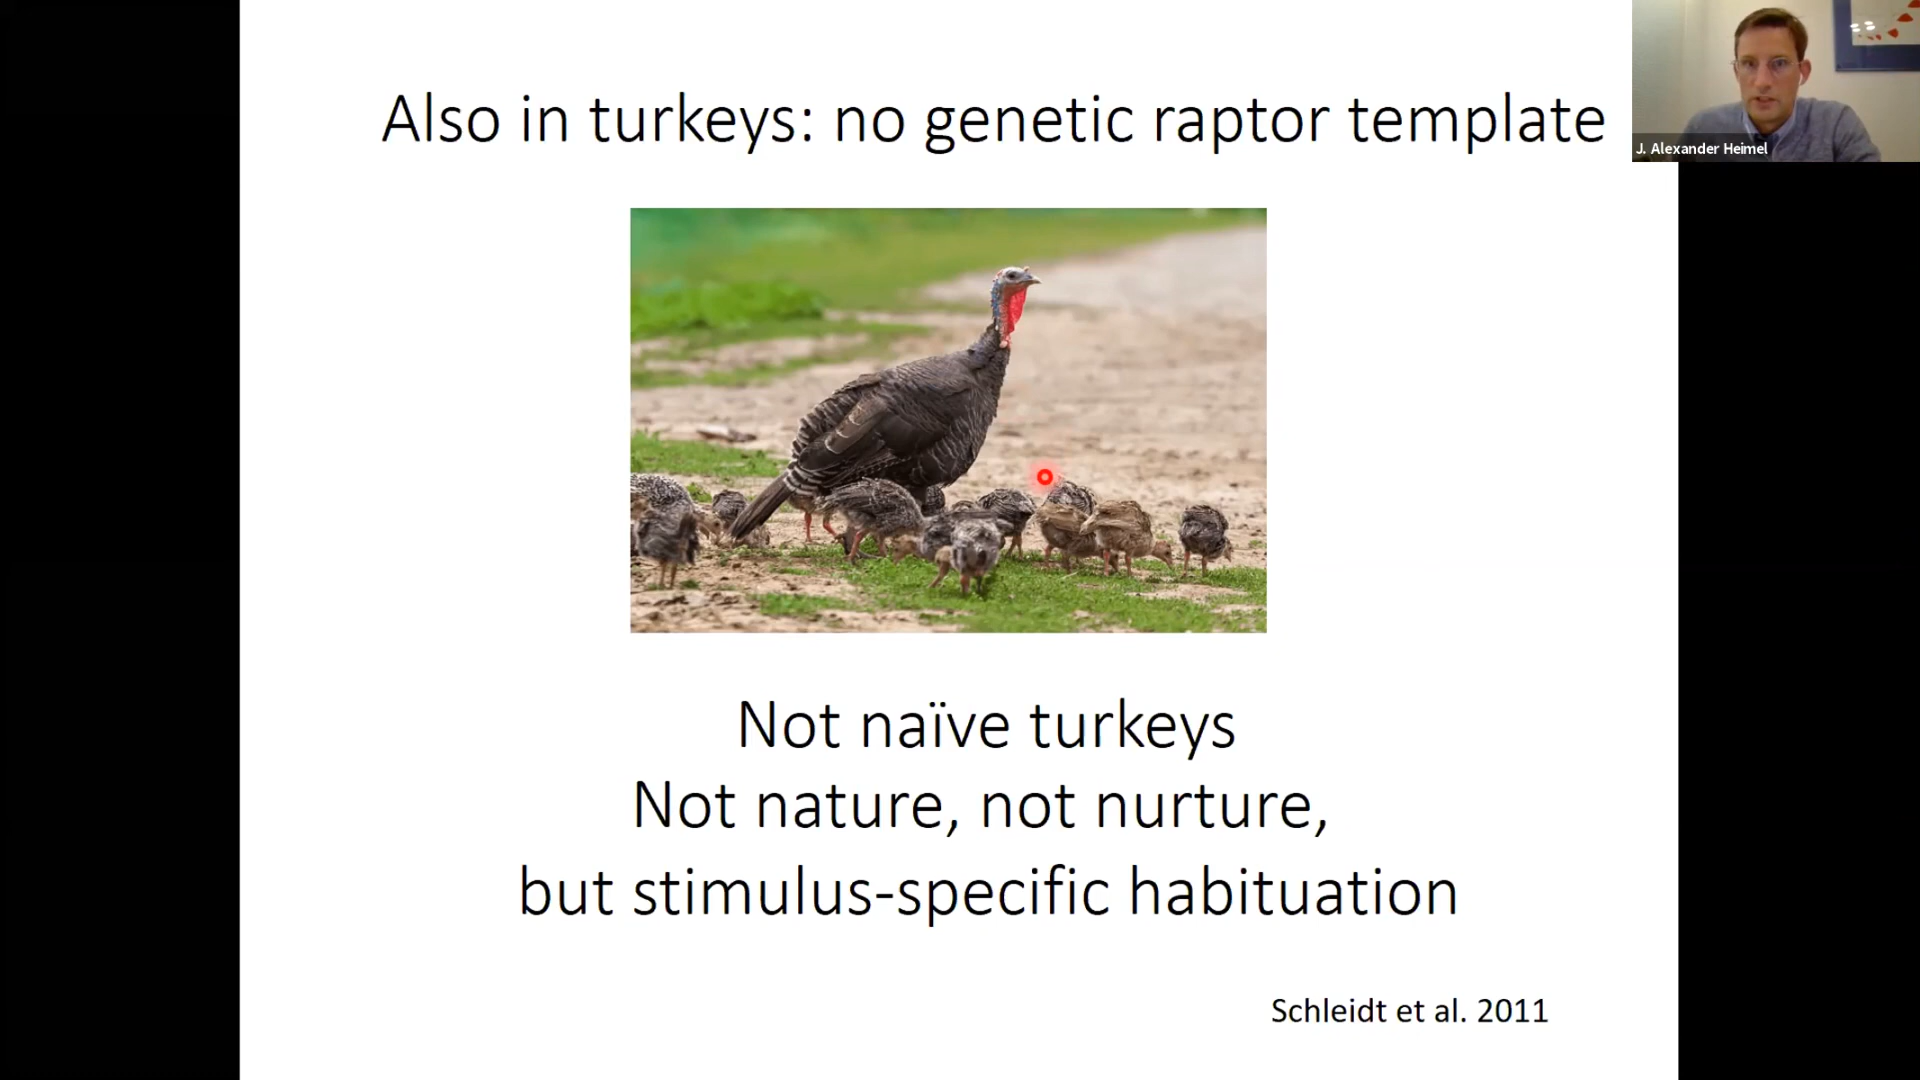 Also in turkeys: no genetic raptor template
J. Alexander Heimel
Not naïve turkeys
Not nature, not nurture,
but stimulus-specific habituation
Schleidt et al. 2011